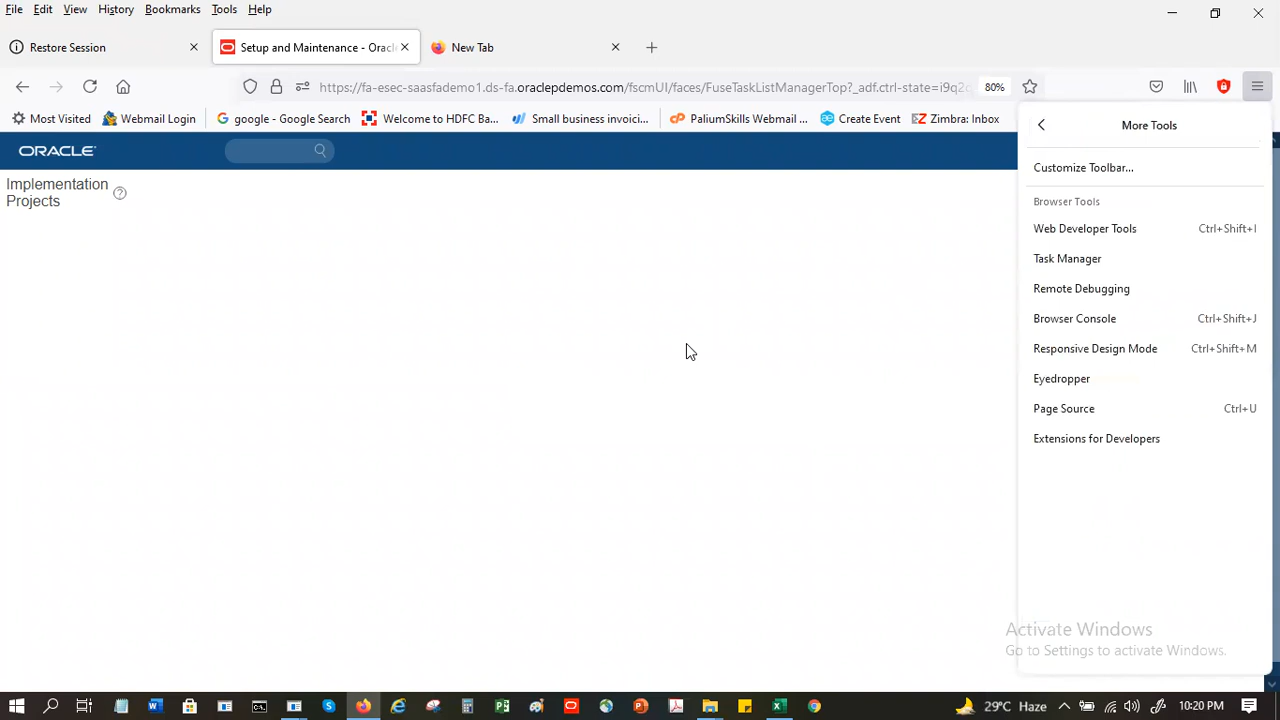 File Edit View History Bookmarks Tools Help
Restore Session
Setup and Maintenance - Oracl
New Tab
https://fa-esec-saasfademo1.ds-fa.oraclepdemos.com/fscmUI/faces/FuseTaskListManagerTop?_adf.ctrl-state=i9q2c
80%
Most Visited
Webmail Login
google - Google Search
Welcome to HDFC Ba...
Small business invoici...
PaliumSkills Webmail ...
Create Event
Zimbra: Inbox
More Tools
ORACLE
Customize Toolbar...
Implementation
Projects
Browser Tools
Web Developer Tools Ctrl+Shift+I
Task Manager
Remote Debugging
Browser Console Ctrl+Shift+J
Responsive Design Mode Ctrl+Shift+M
Eyedropper
Page Source Ctrl+U
Extensions for Developers
Activate Windows
Go to Settings to activate Windows.
29°C Haze
10:20 PM